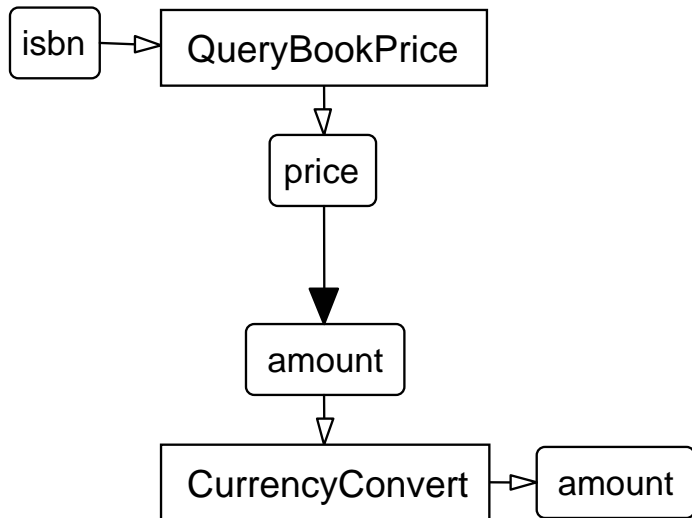 isbn
QueryBookPrice
price
amount
CurrencyConvert
amount